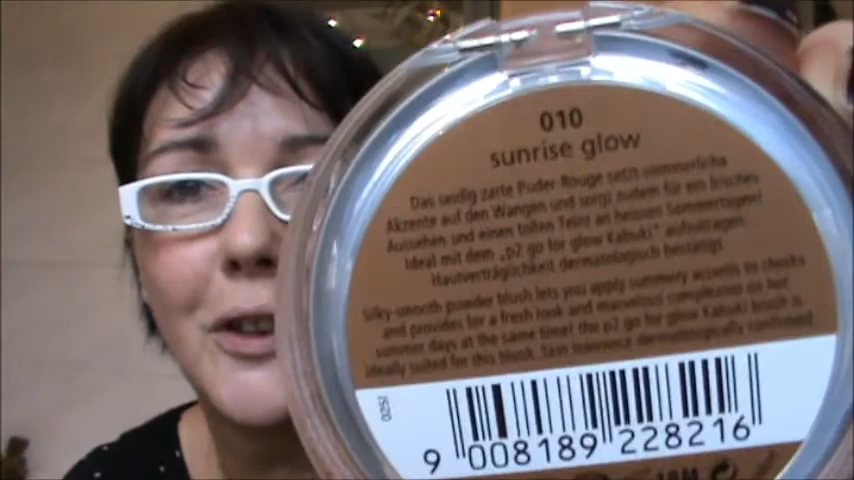 010
sunrise glow
Das seidig zarte Puder-Rouge setzt sommerliche
Akzente auf den Wangen und sorgt zudem für ein frisches
Aussehen und einen tollen Teint an heissen Sommertagen!
Ideal mit dem „p2 go for glow Kabuki" aufzutragen!
Hautverträglichkeit dermatologisch bestätigt
Silky-smooth powder blush lets you apply summery accents to cheeks
and provides for a fresh look and marvelous complexions on hot
summer days at the same time! the p2 go for glow Kabuki brush is
ideally suited for this blush. Skin tolerance dermatologically confirmed
9 008189 228216
18M